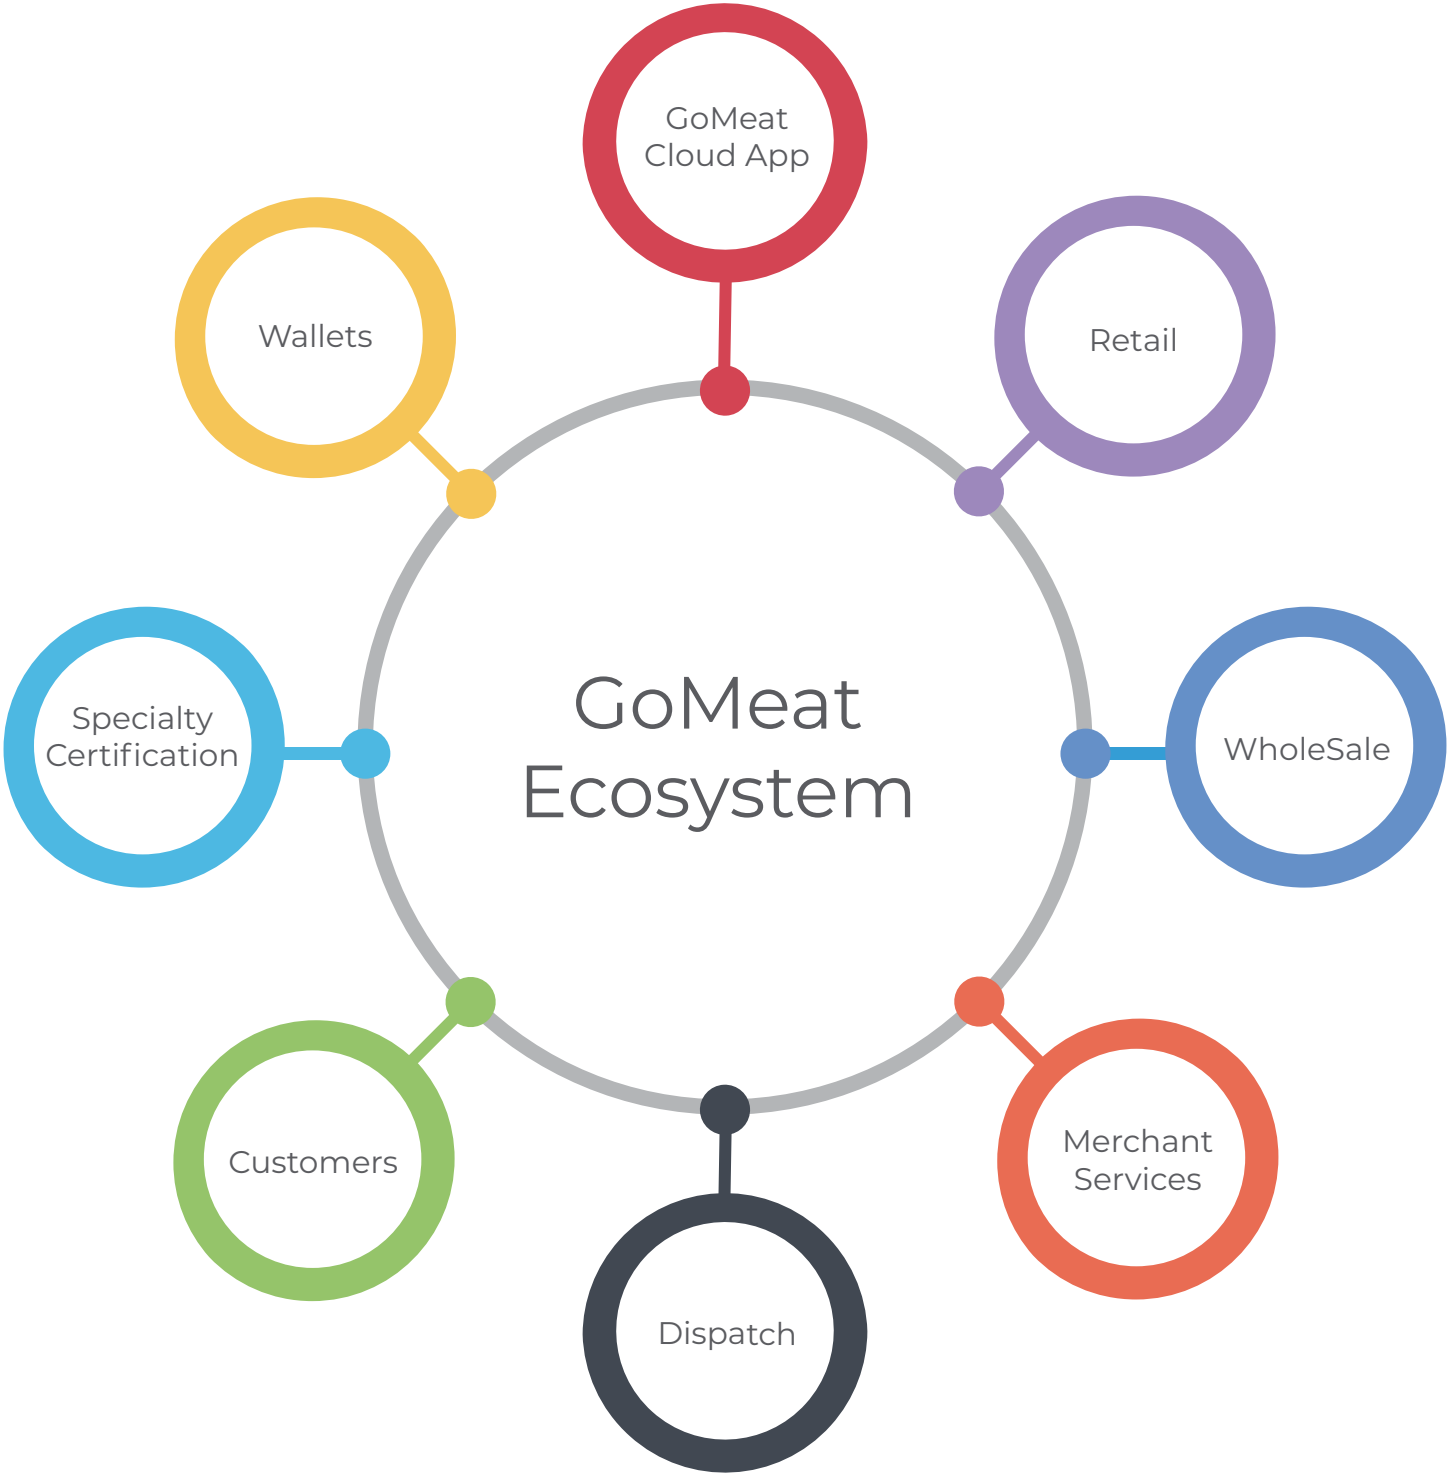 GoMeat
Cloud App
Wallets
Retail
Specialty
Certification
GoMeat
Ecosystem
WholeSale
Customers
Merchant
Services
Dispatch